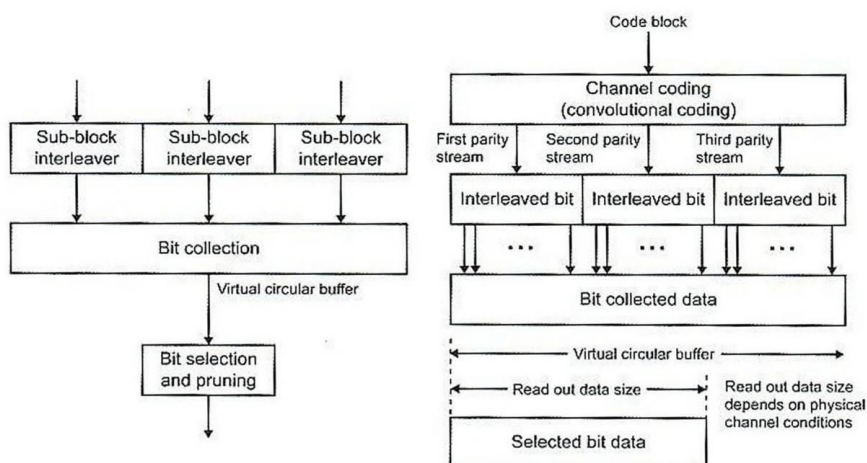 Sub-block
interleaver
Sub-block
interleaver
Sub-block
interleaver
Bit collection
Virtual circular buffer
Bit selection
and pruning
Code block
Channel coding
(convolutional coding)
First parity
stream
Second parity
stream
Third parity
stream
Interleaved bit
Interleaved bit
Interleaved bit
...
...
...
Bit collected data
Virtual circular buffer
Read out data size
Read out data size
depends on physical
channel conditions
Selected bit data